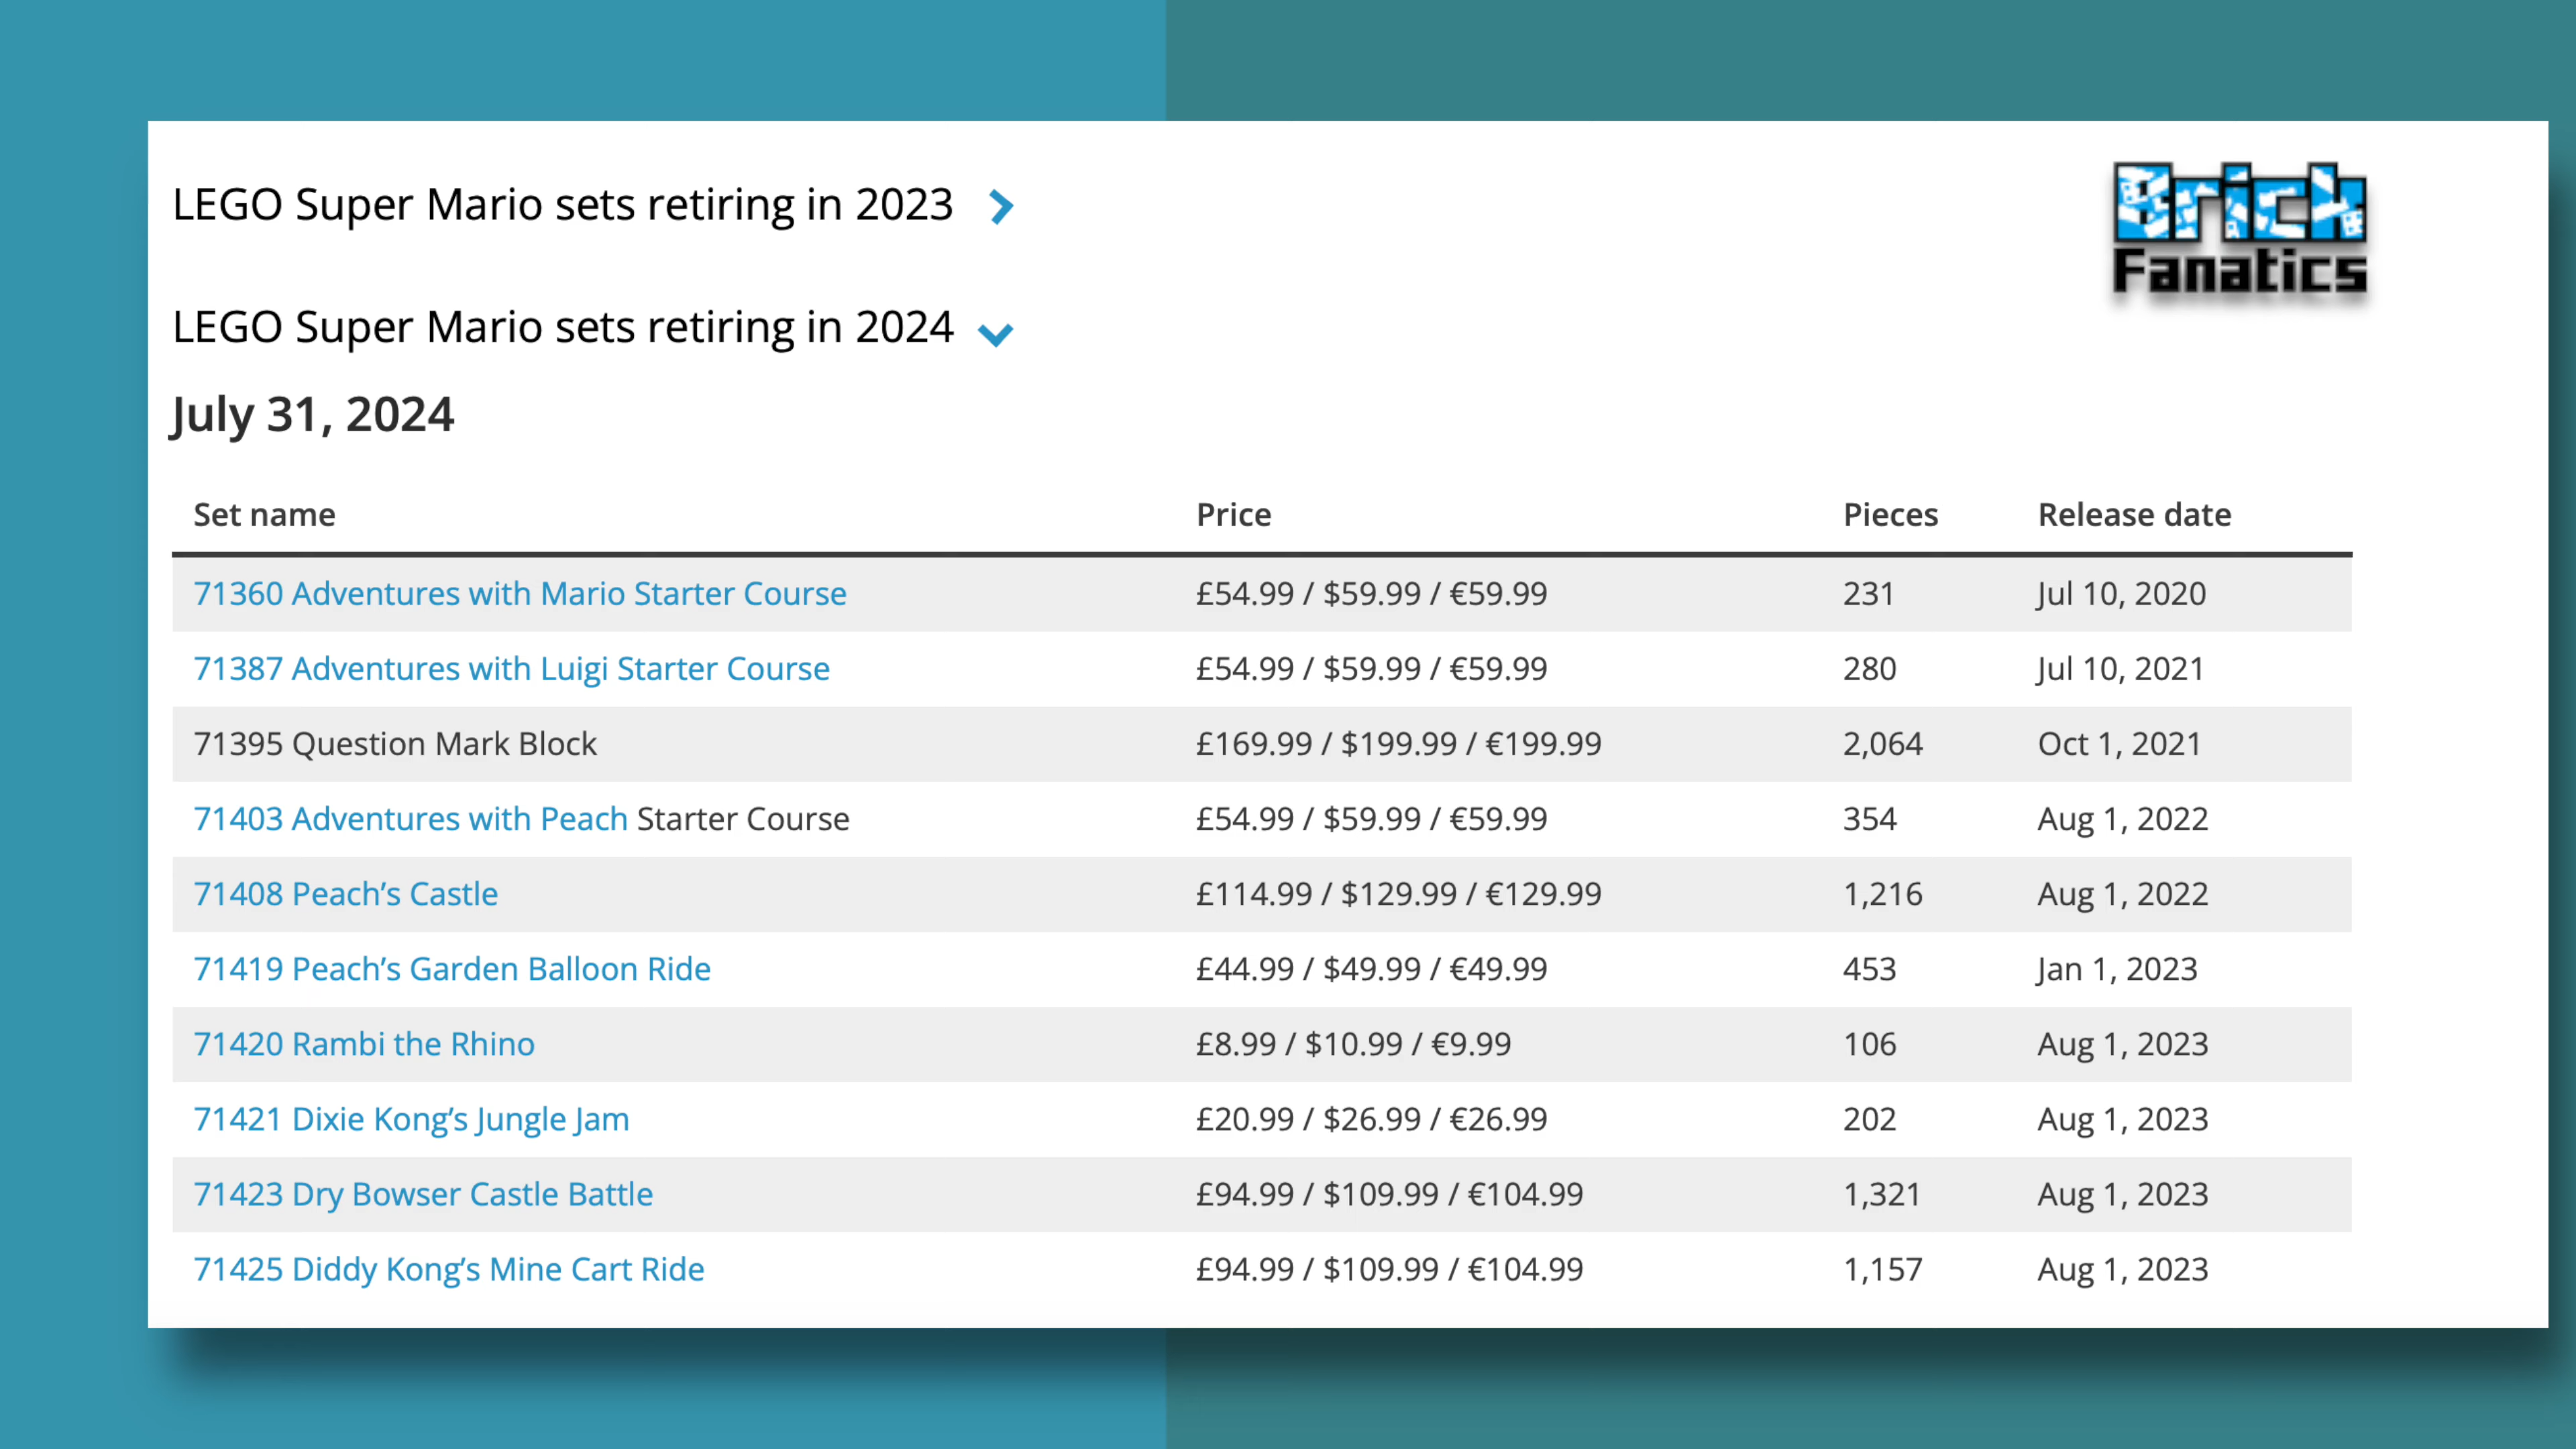 LEGO Super Mario sets retiring in 2023
Brick
Fanatics
LEGO Super Mario sets retiring in 2024
July 31, 2024
Set name Price Pieces Release date
71360 Adventures with Mario Starter Course £54.99 / $59.99 / €59.99 231 Jul 10, 2020
71387 Adventures with Luigi Starter Course £54.99 / $59.99 / €59.99 280 Jul 10, 2021
71395 Question Mark Block £169.99 / $199.99 / €199.99 2,064 Oct 1, 2021
71403 Adventures with Peach Starter Course £54.99 / $59.99 / €59.99 354 Aug 1, 2022
71408 Peach’s Castle £114.99 / $129.99 / €129.99 1,216 Aug 1, 2022
71419 Peach’s Garden Balloon Ride £44.99 / $49.99 / €49.99 453 Jan 1, 2023
71420 Rambi the Rhino £8.99 / $10.99 / €9.99 106 Aug 1, 2023
71421 Dixie Kong’s Jungle Jam £20.99 / $26.99 / €26.99 202 Aug 1, 2023
71423 Dry Bowser Castle Battle £94.99 / $109.99 / €104.99 1,321 Aug 1, 2023
71425 Diddy Kong’s Mine Cart Ride £94.99 / $109.99 / €104.99 1,157 Aug 1, 2023